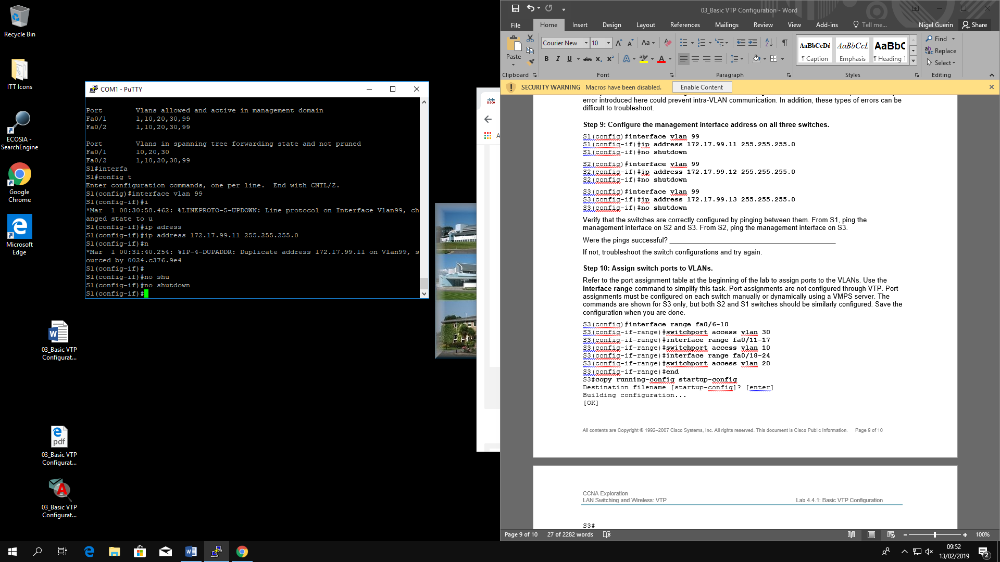 Recycle Bin
ITT Icons
ECOSIA -
SearchEngine
Google
Chrome
Microsoft
Edge
03_Basic VTP
Configurat...
03_Basic VTP
Configurat...
03_Basic VTP
Configurat...
COM1 - PuTTY
Port Vlans allowed and active in management domain
Fa0/1 1,10,20,30,99
Fa0/2 1,10,20,30,99
Port Vlans in spanning tree forwarding state and not pruned
Fa0/1 10,20,30
Fa0/2 1,10,20,30,99
S1#interfa
S1#config t
Enter configuration commands, one per line. End with CNTL/Z.
S1(config)#interface vlan 99
S1(config-if)#i
*Mar 1 00:30:58.462: %LINEPROTO-5-UPDOWN: Line protocol on Interface Vlan99, ch
anged state to u
S1(config-if)#ip adress
S1(config-if)#ip address 172.17.99.11 255.255.255.0
S1(config-if)#n
*Mar 1 00:31:40.254: %IP-4-DUPADDR: Duplicate address 172.17.99.11 on Vlan99, s
ourced by 0024.c376.9e4
S1(config-if)#
S1(config-if)#no shu
S1(config-if)#no shutdown
S1(config-if)#
cisco
A
03_Basic VTP Configuration - Word
File Home Insert Design Layout References Mailings Review View Add-ins Tell me... Nigel Guerin Share
Paste
Courier New 10
AaBbCcDd AaBbCcL AaBbC
¶ Caption Emphasis ¶ Heading 1
Find
Replace
Select
Clipboard Font Paragraph Styles Editing
SECURITY WARNING Macros have been disabled. Enable Content
error introduced here could prevent intra-VLAN communication. In addition, these types of errors can be
difficult to troubleshoot.
Step 9: Configure the management interface address on all three switches.
S1(config)#interface vlan 99
S1(config-if)#ip address 172.17.99.11 255.255.255.0
S1(config-if)#no shutdown
S2(config)#interface vlan 99
S2(config-if)#ip address 172.17.99.12 255.255.255.0
S2(config-if)#no shutdown
S3(config)#interface vlan 99
S3(config-if)#ip address 172.17.99.13 255.255.255.0
S3(config-if)#no shutdown
Verify that the switches are correctly configured by pinging between them. From S1, ping the
management interface on S2 and S3. From S2, ping the management interface on S3.
Were the pings successful? ____________________
If not, troubleshoot the switch configurations and try again.
Step 10: Assign switch ports to VLANs.
Refer to the port assignment table at the beginning of the lab to assign ports to the VLANs. Use the
interface range command to simplify this task. Port assignments are not configured through VTP. Port
assignments must be configured on each switch manually or dynamically using a VMPS server. The
commands are shown for S3 only, but both S2 and S1 switches should be similarly configured. Save the
configuration when you are done.
S3(config)#interface range fa0/6-10
S3(config-if-range)#switchport access vlan 30
S3(config-if-range)#interface range fa0/11-17
S3(config-if-range)#switchport access vlan 10
S3(config-if-range)#interface range fa0/18-24
S3(config-if-range)#switchport access vlan 20
S3(config-if-range)#end
S3#copy running-config startup-config
Destination filename [startup-config]? [enter]
Building configuration...
[OK]
All contents are Copyright © 1992–2007 Cisco Systems, Inc. All rights reserved. This document is Cisco Public Information. Page 9 of 10
CCNA Exploration
LAN Switching and Wireless: VTP Lab 4.4.1: Basic VTP Configuration
S3#
Page 9 of 10 27 of 2282 words 100%
09:52
13/02/2019
2